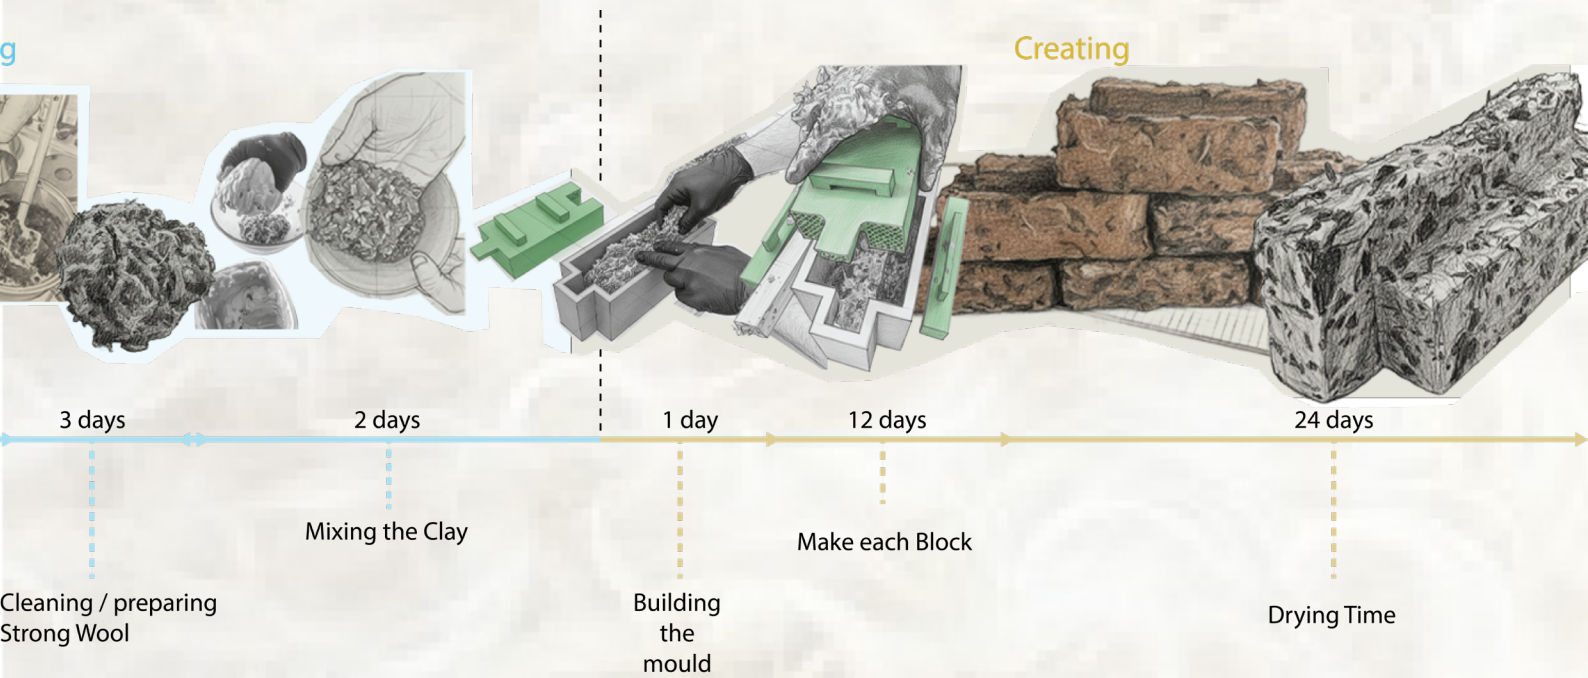 g
Creating
3 days
2 days
1 day
12 days
24 days
Mixing the Clay
Make each Block
Cleaning / preparing
Strong Wool
Building
the
mould
Drying Time